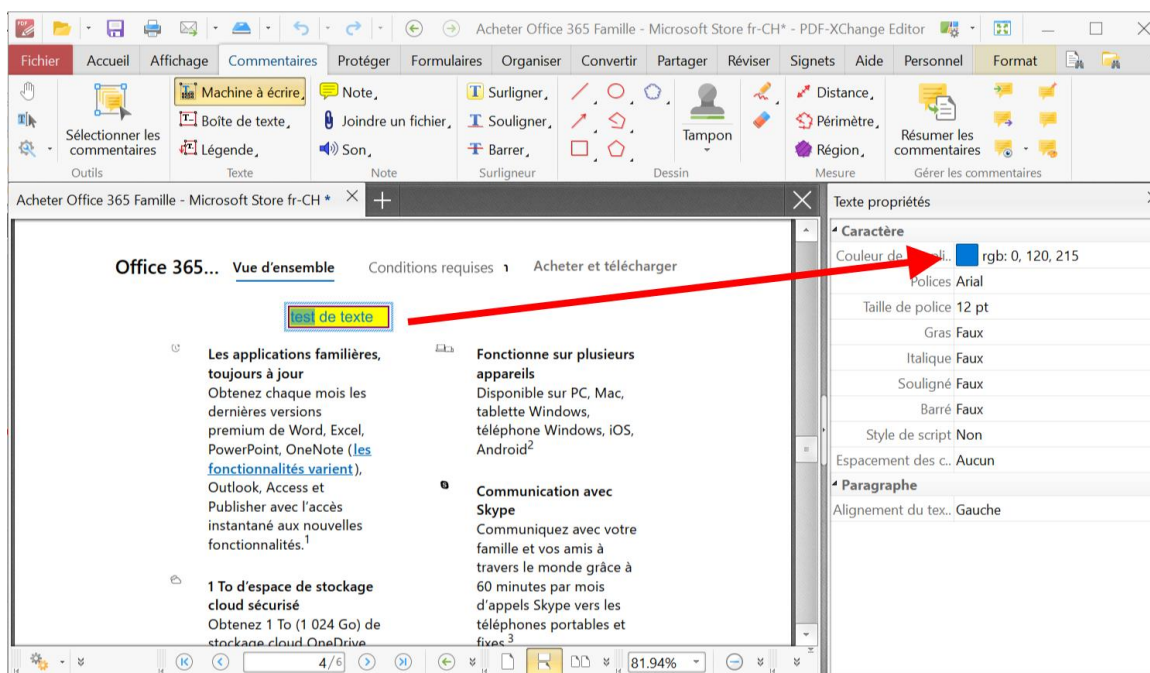 Acheter Office 365 Famille - Microsoft Store fr-CH* - PDF-XChange Editor
Fichier Accueil Affichage Commentaires Protéger Formulaires Organiser Convertir Partager Réviser Signets Aide Personnel Format
Machine à écrire Note Surligner Distance
Boîte de texte Joindre un fichier Souligner Périmètre
Légende Son Barrer Région
Sélectionner les commentaires
Tampon
Résumer les commentaires
Outils Texte Note Surligneur Dessin Mesure Gérer les commentaires
Acheter Office 365 Famille - Microsoft Store fr-CH *
Office 365... Vue d'ensemble Conditions requises Acheter et télécharger
test de texte
Les applications familières,
toujours à jour
Obtenez chaque mois les
dernières versions
premium de Word, Excel,
PowerPoint, OneNote (les
fonctionnalités varient),
Outlook, Access et
Publisher avec l'accès
instantané aux nouvelles
fonctionnalités.1
1 To d'espace de stockage
cloud sécurisé
Obtenez 1 To (1 024 Go) de
stockage cloud OneDrive
Fonctionne sur plusieurs
appareils
Disponible sur PC, Mac,
tablette Windows,
téléphone Windows, iOS,
Android2
Communication avec
Skype
Communiquez avec votre
famille et vos amis à
travers le monde grâce à
60 minutes par mois
d'appels Skype vers les
téléphones portables et
fixes.3
Texte propriétés
Caractère
Couleur de rgb: 0, 120, 215
Polices Arial
Taille de police 12 pt
Gras Faux
Italique Faux
Souligné Faux
Barré Faux
Style de script Non
Espacement des c.. Aucun
Paragraphe
Alignement du tex.. Gauche
4/6 81.94%